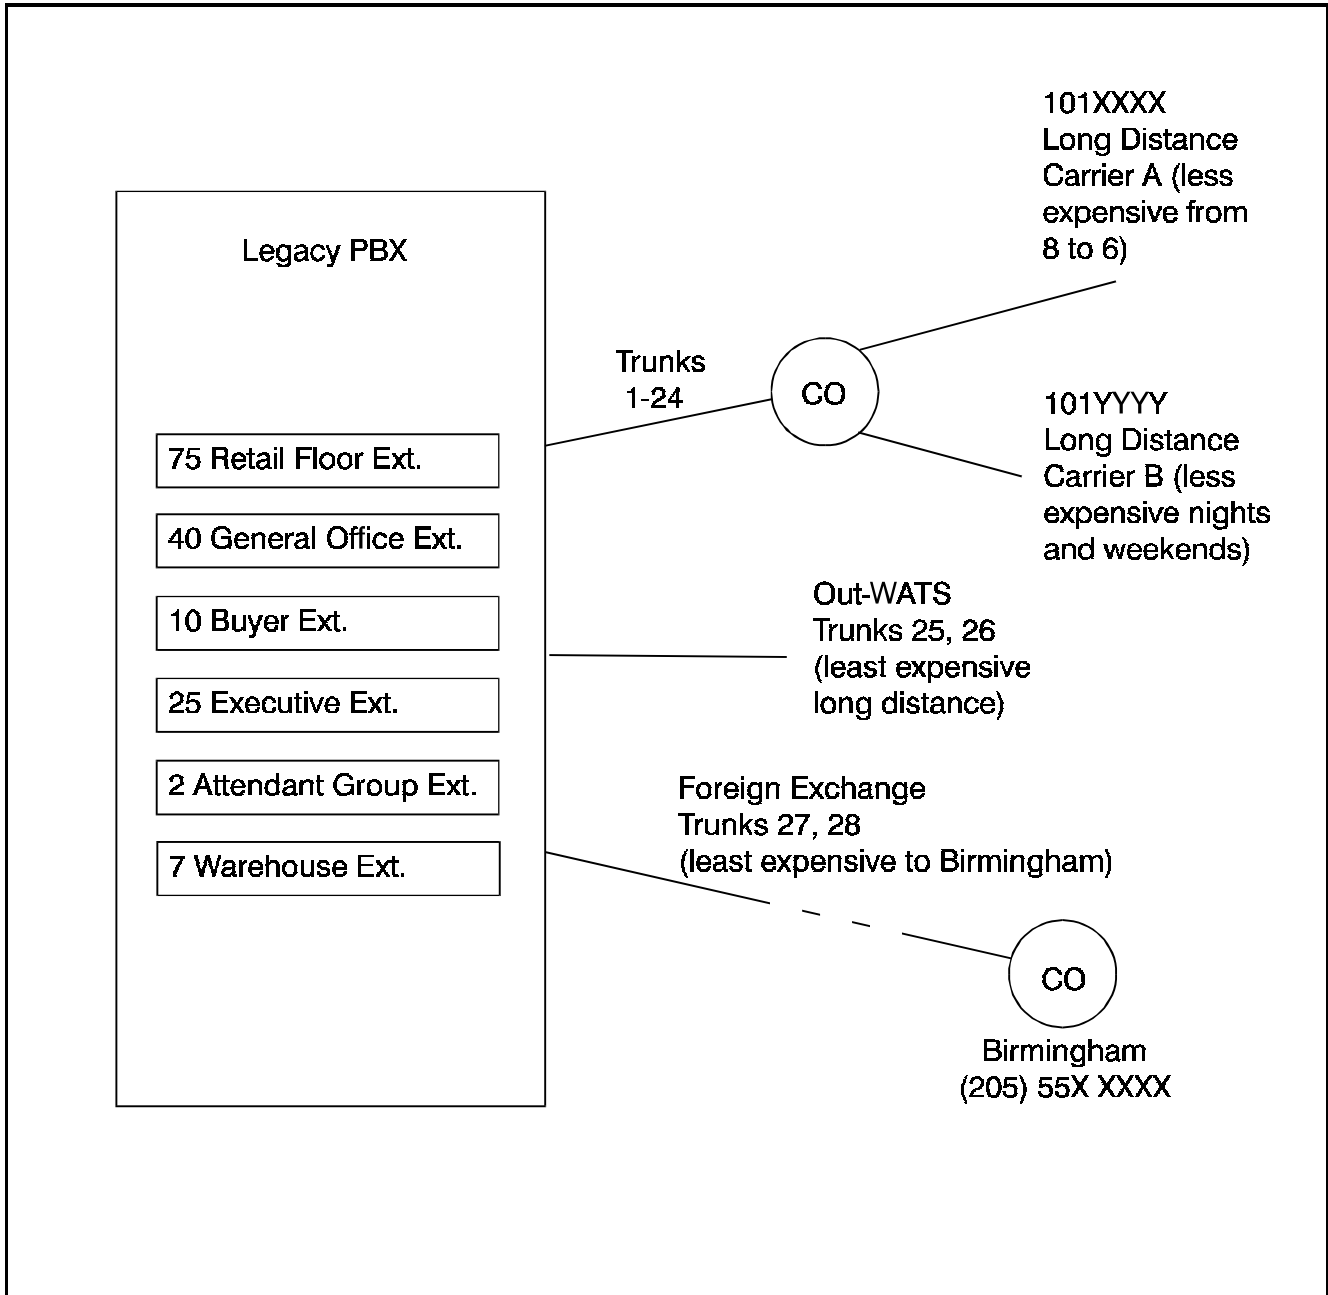 Legacy PBX
75 Retail Floor Ext.
40 General Office Ext.
10 Buyer Ext.
25 Executive Ext.
2 Attendant Group Ext.
7 Warehouse Ext.
Trunks
1-24
CO
101XXXX
Long Distance
Carrier A (less
expensive from
8 to 6)
101YYYY
Long Distance
Carrier B (less
expensive nights
and weekends)
Out-WATS
Trunks 25, 26
(least expensive
long distance)
Foreign Exchange
Trunks 27, 28
(least expensive to Birmingham)
CO
Birmingham
(205) 55X XXXX